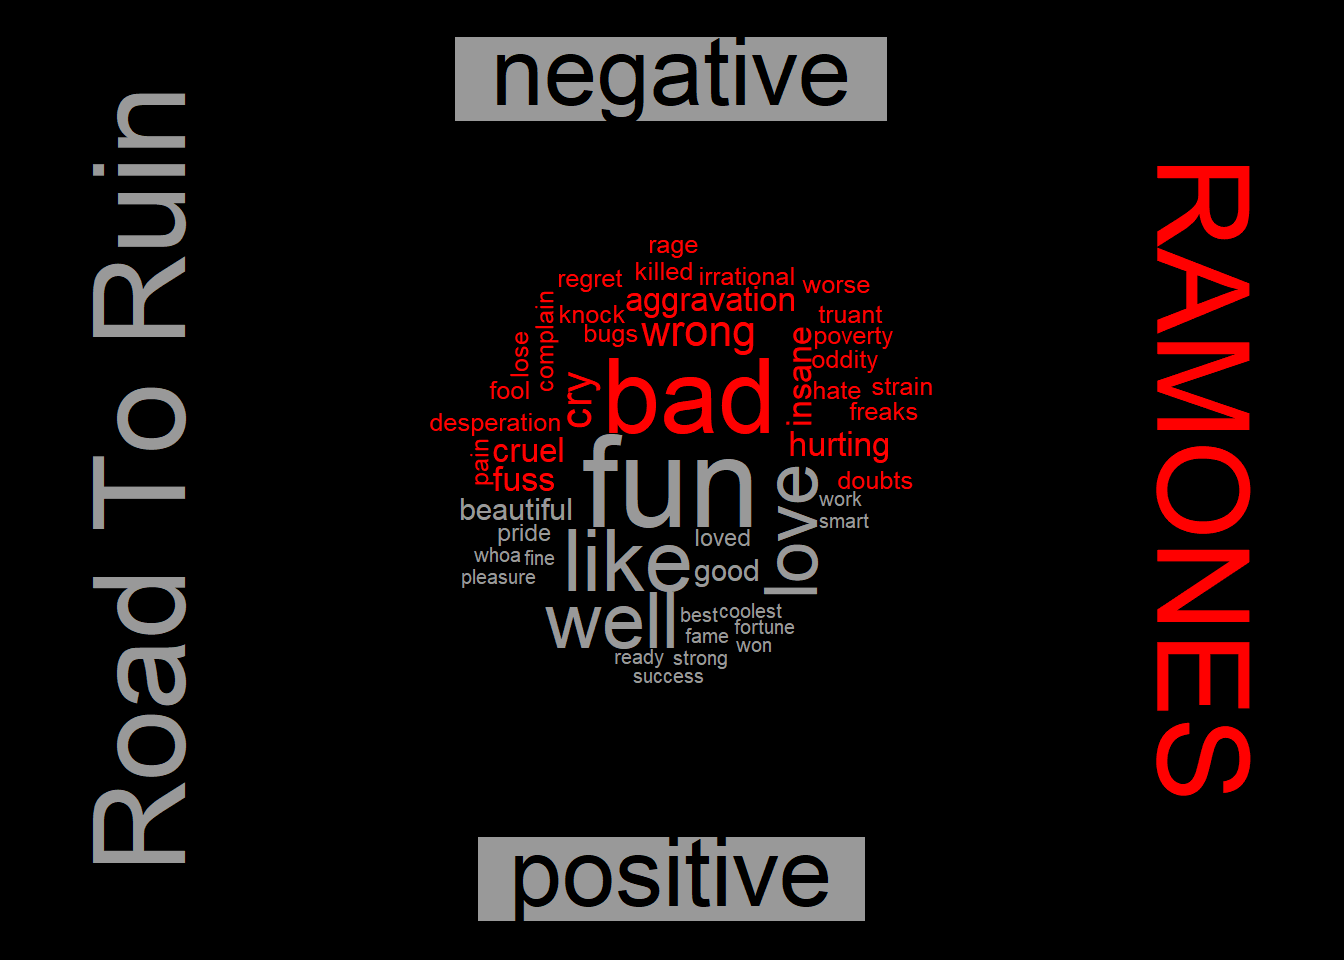 negative
Road To Ruin
RAMONES
rage
killed
irrational
regret
worse
aggravation
complain
knock
truant
bugs
wrong
poverty
lose
insane
oddity
bad
cry
fool
hate
strain
freaks
desperation
cruel
hurting
pain
fuss
doubts
fun
love
work
beautiful
smart
pride
loved
like
whoa
fine
good
pleasure
well
best
coolest
fortune
fame
won
ready
strong
success
positive